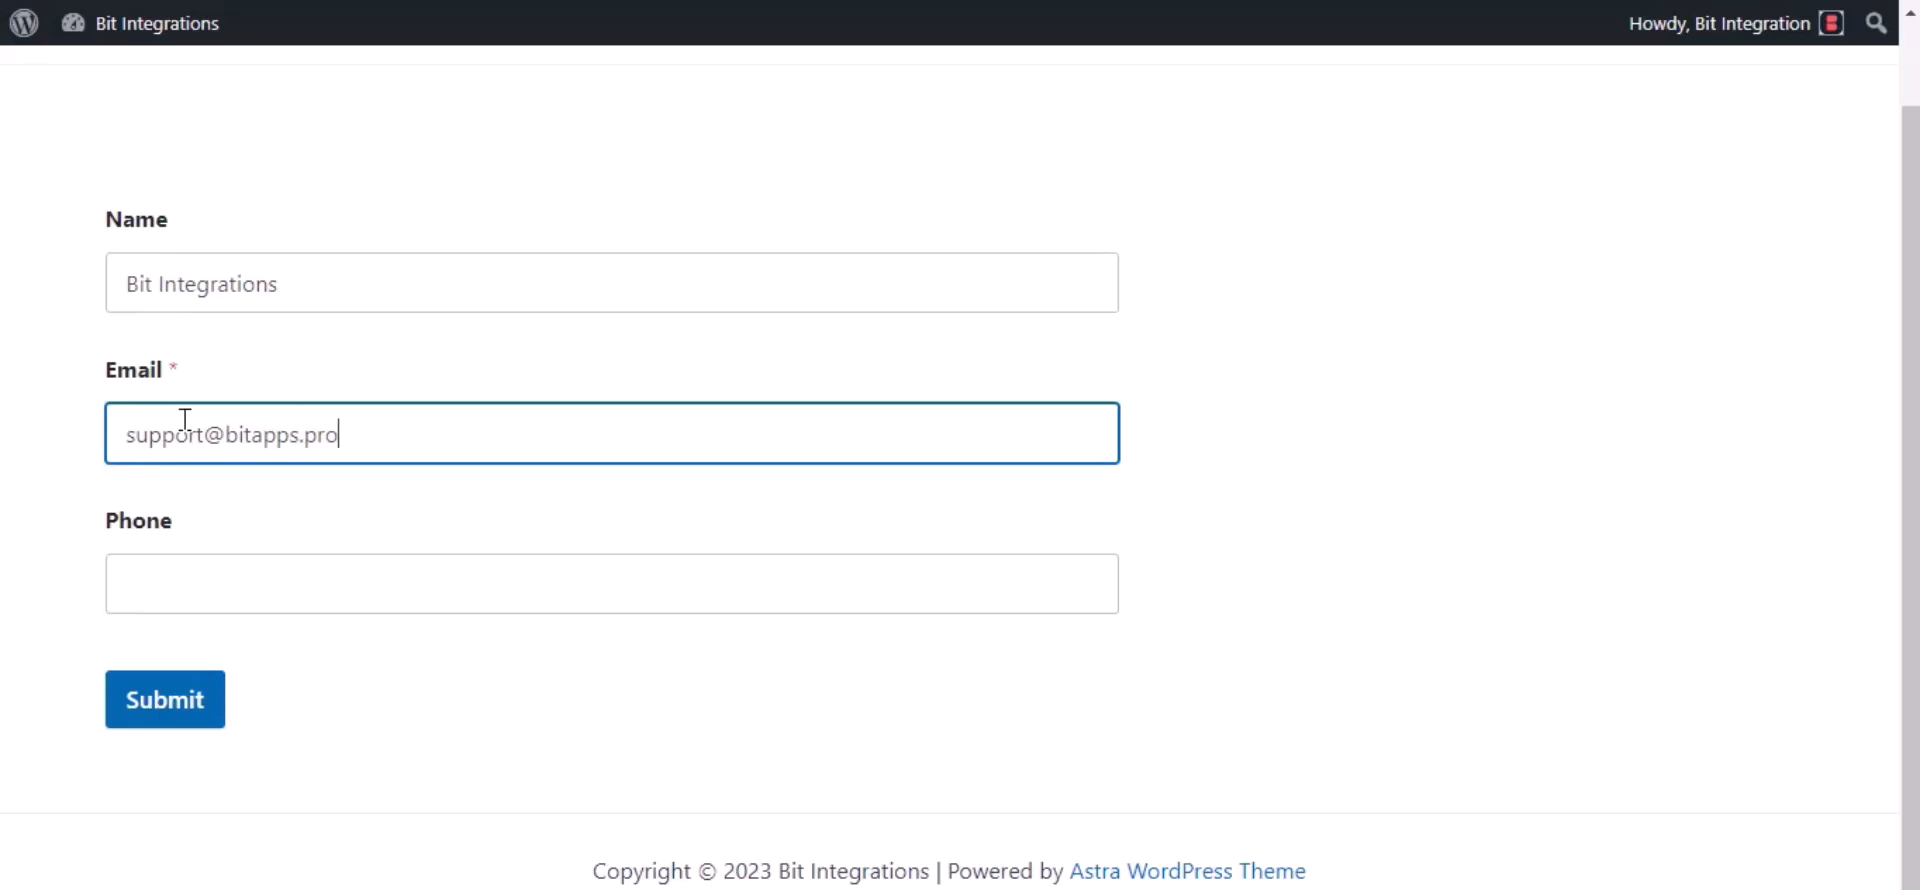 Bit Integrations
Howdy, Bit Integration
Name
Bit Integrations
Email *
support@bitapps.pro
Phone
Submit
Copyright © 2023 Bit Integrations | Powered by Astra WordPress Theme